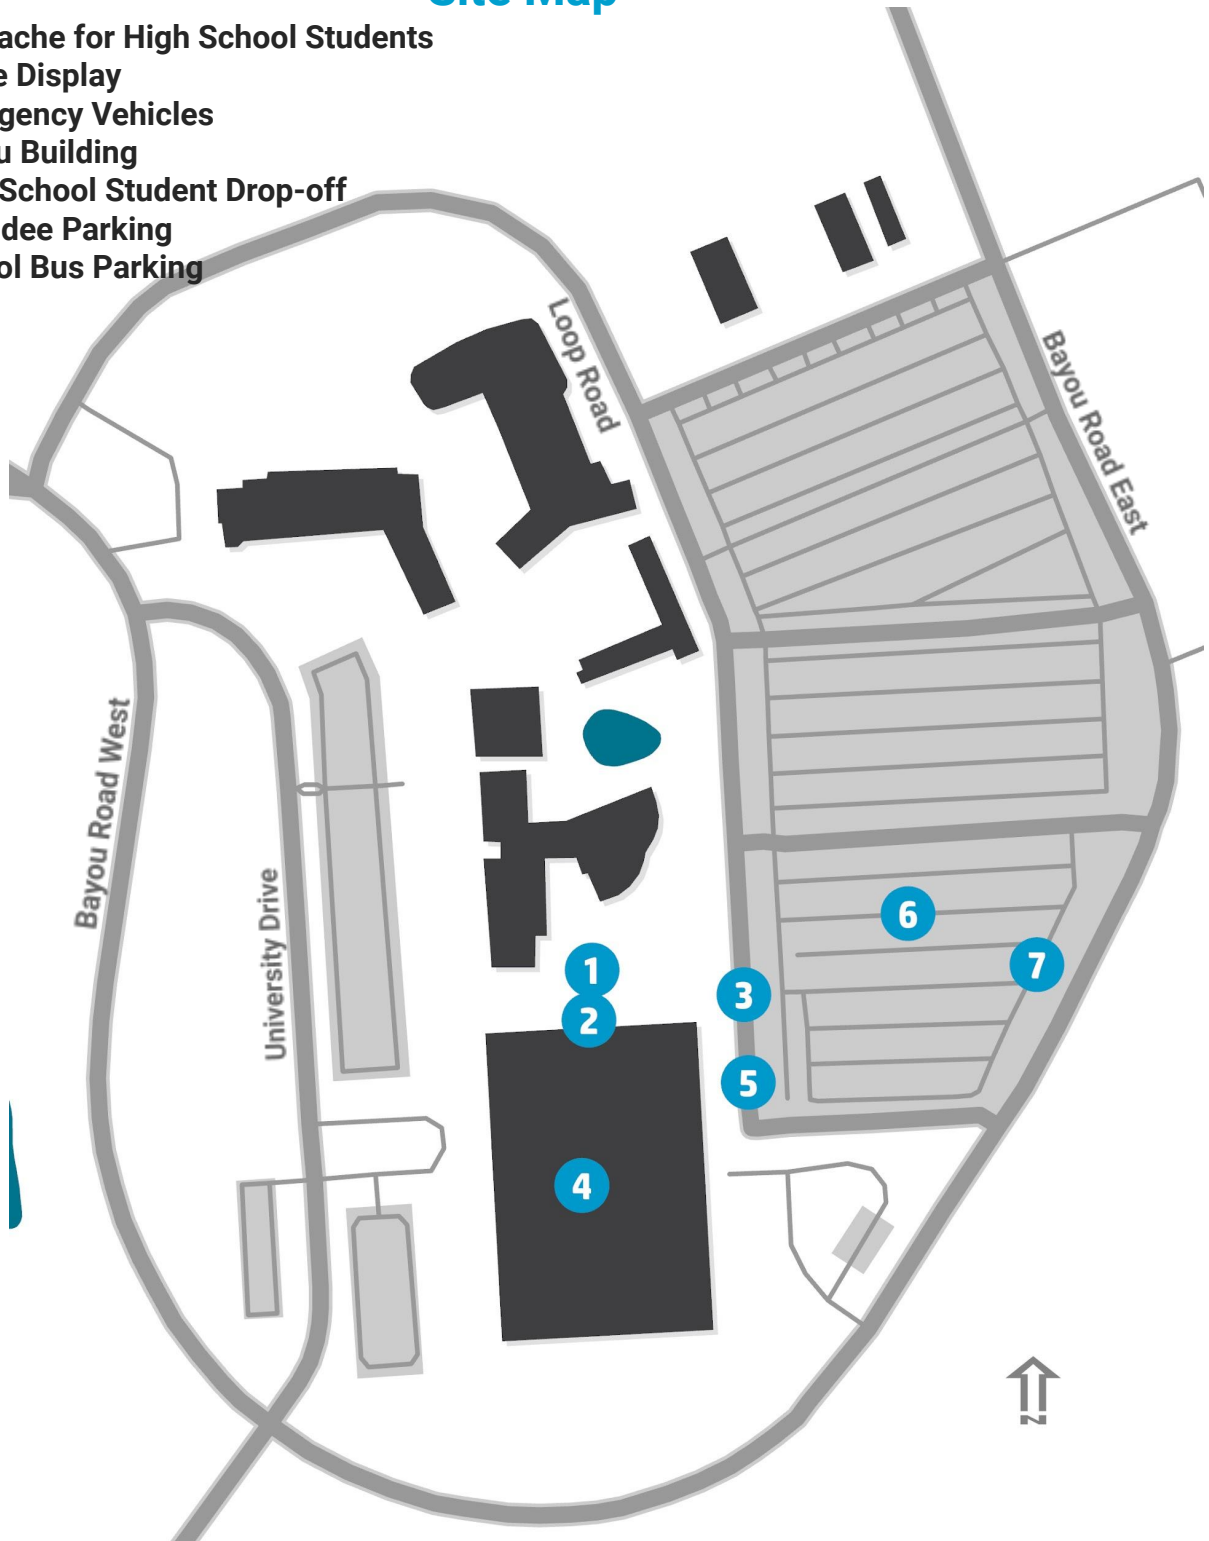 Site Map
ache for High School Students
e Display
gency Vehicles
u Building
School Student Drop-off
dee Parking
ol Bus Parking
Loop Road
Bayou Road East
Bayou Road West
University Drive
6
7
1
3
2
5
4
N